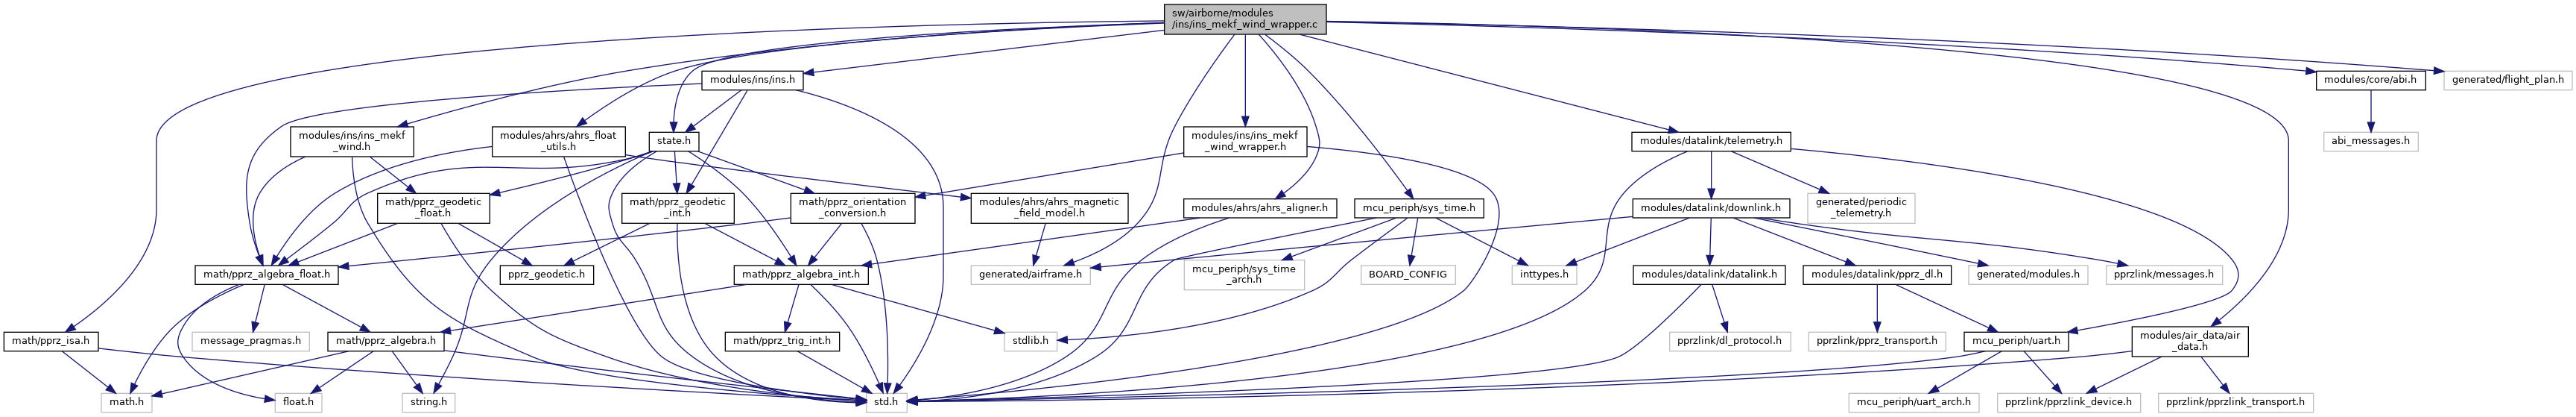 sw/airborne/modules
/ins/ins_mekf_wind_wrapper.c
modules/ins/ins.h
modules/core/abi.h
generated/flight_plan.h
modules/ins/ins_mekf
_wind.h
modules/ahrs/ahrs_float
_utils.h
state.h
modules/ins/ins_mekf
_wind_wrapper.h
modules/datalink/telemetry.h
abi_messages.h
math/pprz_geodetic
_float.h
math/pprz_geodetic
_int.h
math/pprz_orientation
_conversion.h
modules/ahrs/ahrs_magnetic
_field_model.h
modules/ahrs/ahrs_aligner.h
mcu_periph/sys_time.h
modules/datalink/downlink.h
generated/periodic
_telemetry.h
math/pprz_algebra_float.h
pprz_geodetic.h
math/pprz_algebra_int.h
generated/airframe.h
mcu_periph/sys_time
_arch.h
BOARD_CONFIG
inttypes.h
modules/datalink/datalink.h
modules/datalink/pprz_dl.h
generated/modules.h
pprzlink/messages.h
math/pprz_isa.h
message_pragmas.h
math/pprz_algebra.h
math/pprz_trig_int.h
stdlib.h
pprzlink/dl_protocol.h
pprzlink/pprz_transport.h
mcu_periph/uart.h
modules/air_data/air
_data.h
math.h
float.h
string.h
std.h
mcu_periph/uart_arch.h
pprzlink/pprzlink_device.h
pprzlink/pprzlink_transport.h